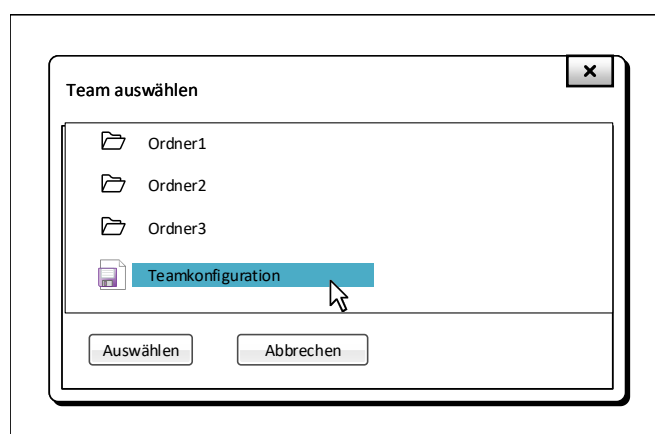 Team auswählen
Ordner1
Ordner2
Ordner3
Teamkonfiguration
Auswählen Abbrechen